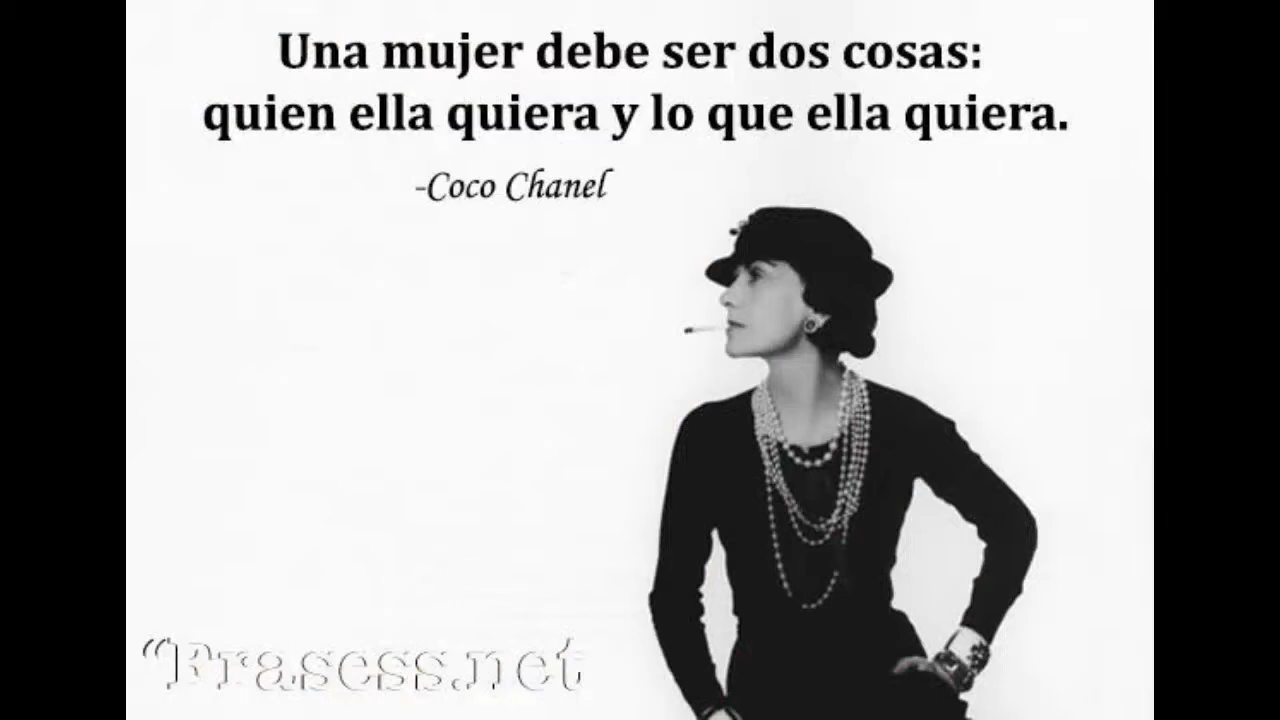 Una mujer debe ser dos cosas:
quien ella quiera y lo que ella quiera.
-Coco Chanel
“Frasess.net